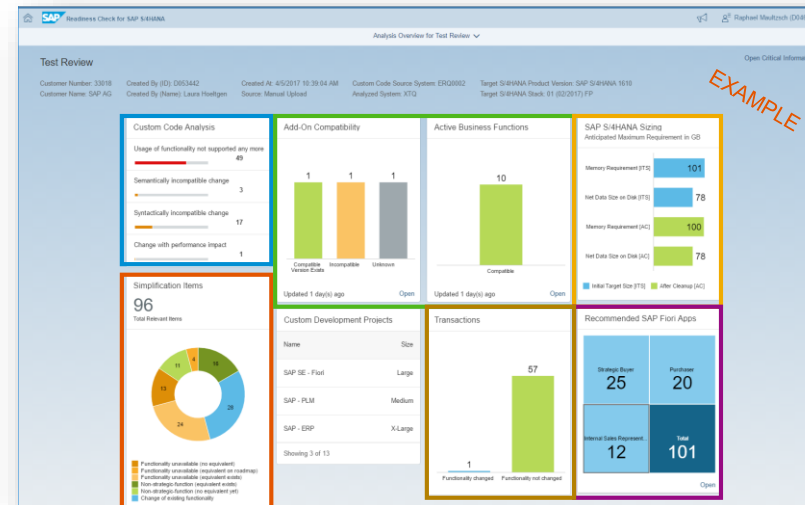 SAP Readiness Check for SAP S/4HANA
Raphael Maultzsch (D04
Analysis Overview for Test Review
Test Review
Open Critical Informa
EXAMPLE
Customer Number: 33018 Created By (ID): D053442 Created At: 4/5/2017 10:39:04 AM Custom Code Source System: ERQ0002 Target S/4HANA Product Version: SAP S/4HANA 1610
Customer Name: SAP AG Created By (Name): Laura Hoeltgen Source: Manual Upload Analyzed System: XTQ Target S/4HANA Stack: 01 (02/2017) FP
Custom Code Analysis
Usage of functionality not supported any more
49
Semantically incompatible change
3
Syntactically incompatible change
17
Change with performance impact
1
Add-On Compatibility
1 1 1
Compatible Version Exists
Incompatible
Unknown
Updated 1 day(s) ago Open
Active Business Functions
10
Compatible
Updated 1 day(s) ago Open
SAP S/4HANA Sizing
Anticipated Maximum Requirement in GB
Memory Requirement [ITS] 101
Net Data Size on Disk [ITS] 78
Memory Requirement [AC] 100
Net Data Size on Disk [AC] 78
Initial Target Size [ITS] After Cleanup [AC]
Simplification Items
96
Total Relevant Items
4
11
16
13
28
24
Functionality unavailable (no equivalent)
Functionality unavailable (equivalent on roadmap)
Functionality unavailable (equivalent exists)
Non-strategic-function (equivalent exists)
Non-strategic-function (no equivalent yet)
Change of existing functionality
Custom Development Projects
Name Size
SAP SE - Fiori Large
SAP - PLM Medium
SAP - ERP X-Large
Showing 3 of 13
Transactions
57
1
Functionality changed Functionality not changed
Recommended SAP Fiori Apps
Strategic Buyer
25
Purchaser
20
Internal Sales Represent...
12
Total
101
Open